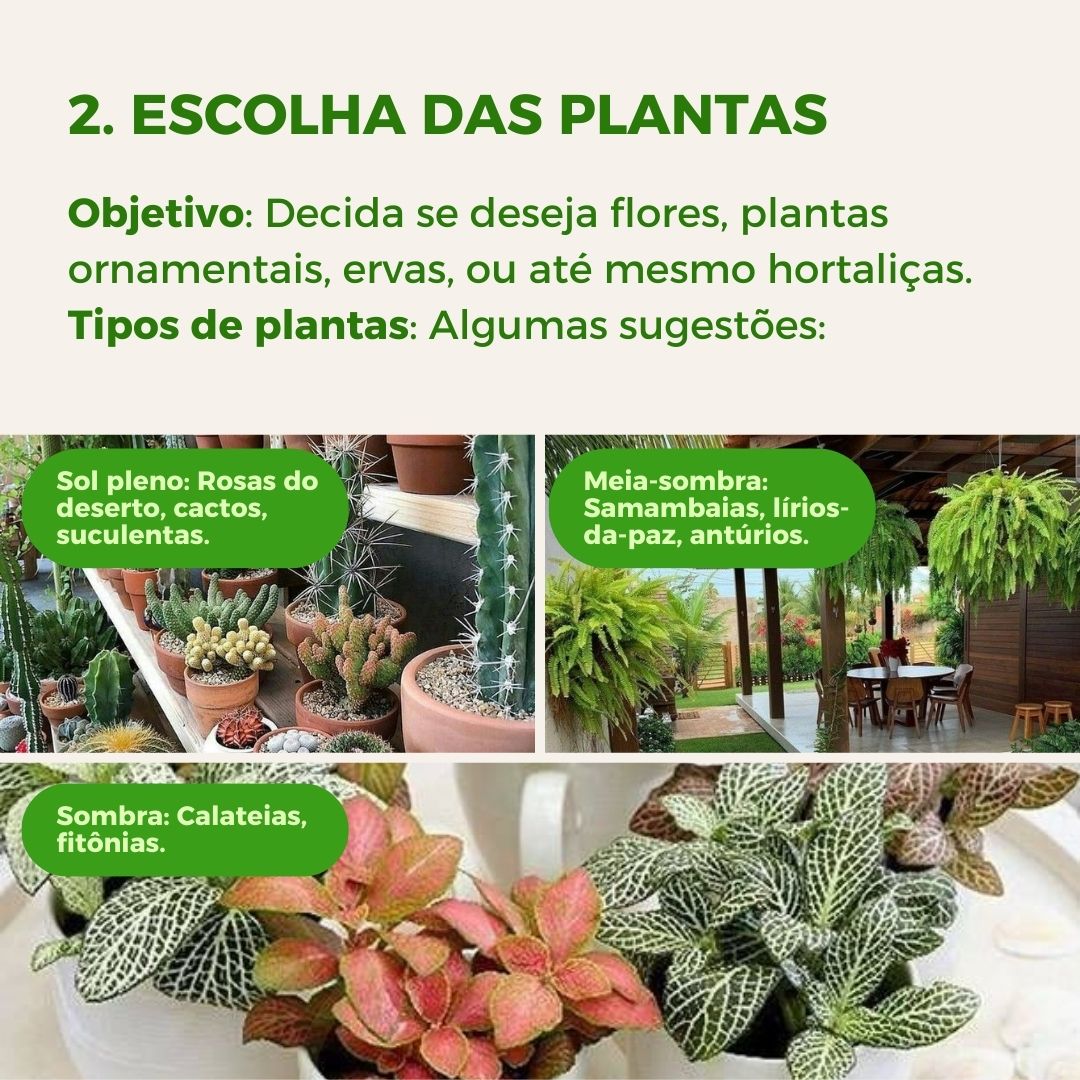 2. ESCOLHA DAS PLANTAS
Objetivo: Decida se deseja flores, plantas
ornamentais, ervas, ou até mesmo hortaliças.
Tipos de plantas: Algumas sugestões:
Sol pleno: Rosas do
deserto, cactos,
suculentas.
Meia-sombra:
Samambaias, lírios-
da-paz, antúrios.
Sombra: Calateias,
fitônias.